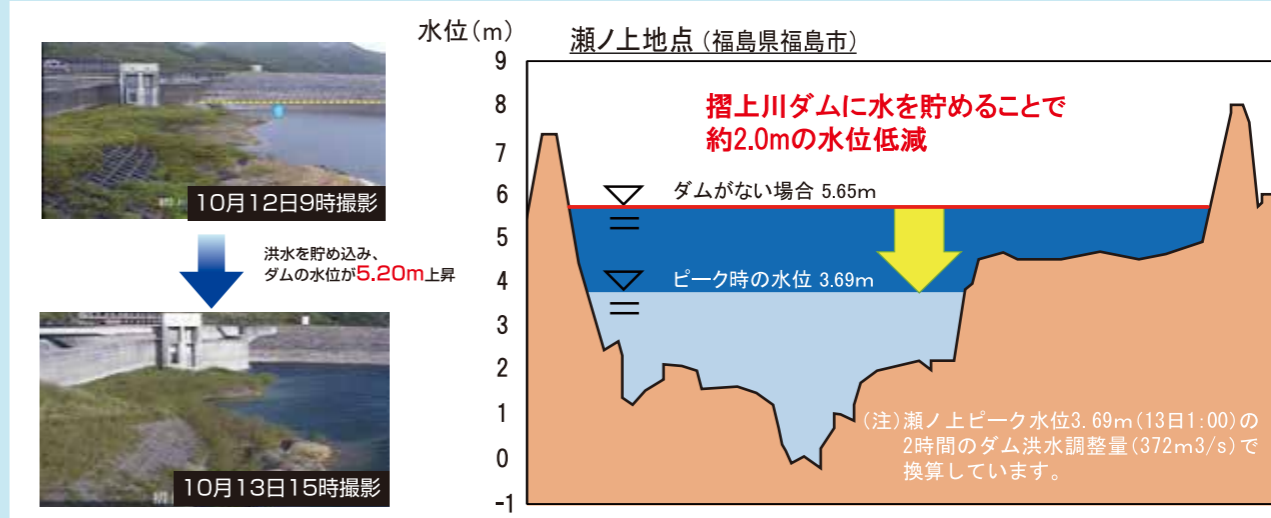 10月12日9時撮影
洪水を貯め込み、
ダムの水位が5.20m上昇
10月13日15時撮影
水位(m)
瀬ノ上地点(福島県福島市)
9
8
7
6
5
4
3
2
1
0
-1
摺上川ダムに水を貯めることで
約2.0mの水位低減
ダムがない場合 5.65m
ピーク時の水位 3.69m
(注)瀬ノ上ピーク水位3.69m(13日1:00)の
2時間のダム洪水調整量(372m3/s)で
換算しています。